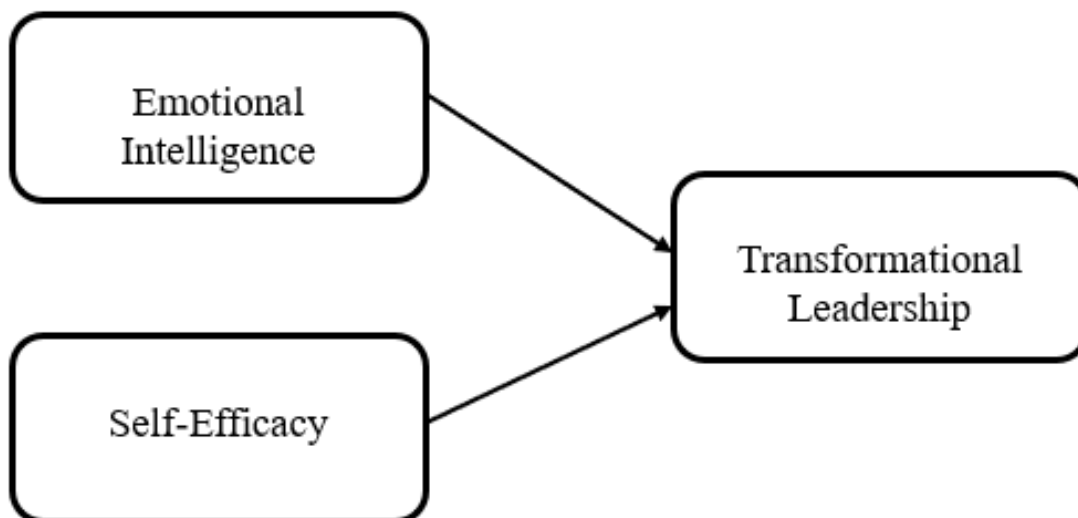 Emotional
Intelligence
Transformational
Leadership
Self-Efficacy